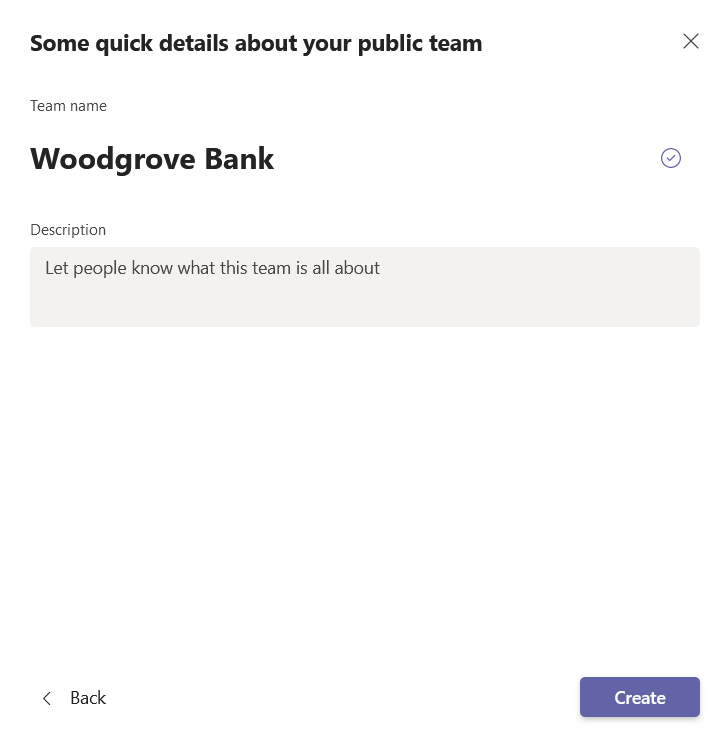 Some quick details about your public team
Team name
Woodgrove Bank
Description
Let people know what this team is all about
Back
Create